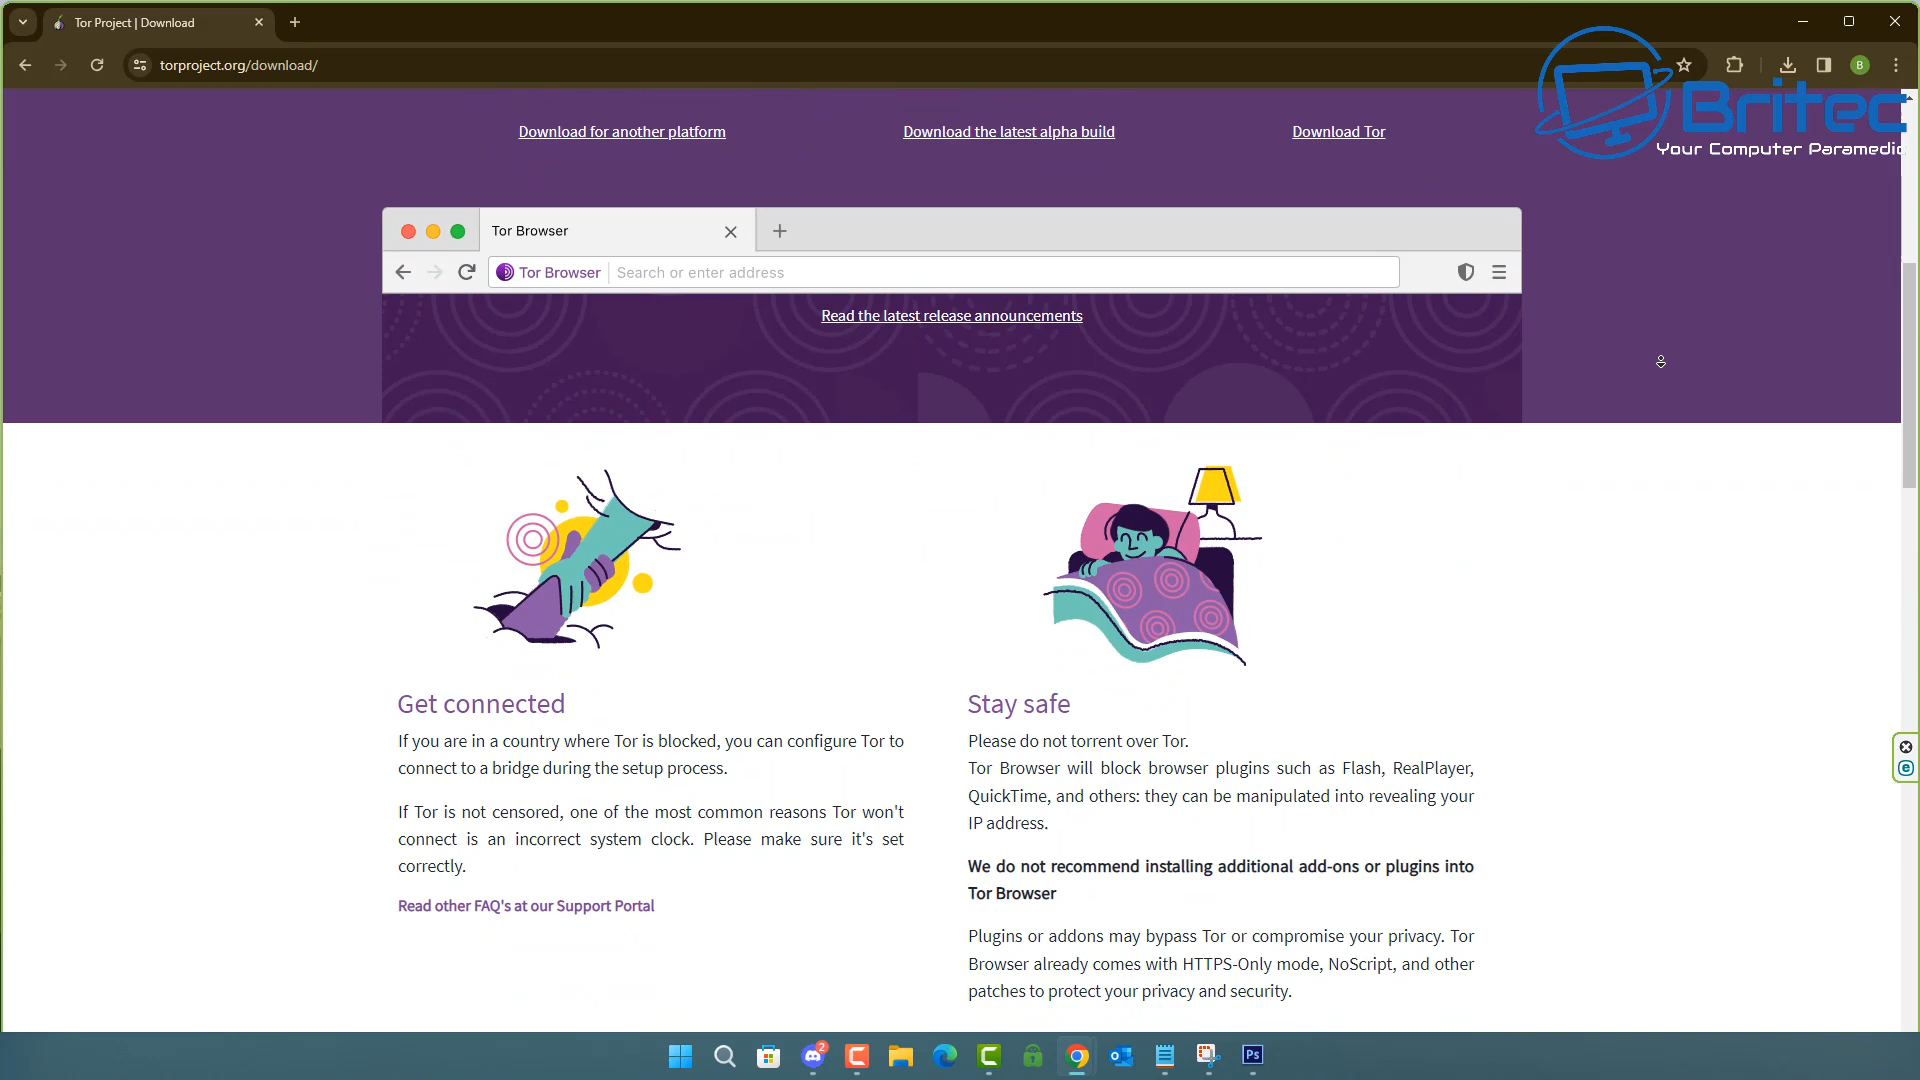 Tor Project | Download
torproject.org/download/
B
Britec
Your Computer Paramedic
Download for another platform
Download the latest alpha build
Download Tor
Tor Browser
Tor Browser Search or enter address
Read the latest release announcements
Get connected
If you are in a country where Tor is blocked, you can configure Tor to
connect to a bridge during the setup process.
If Tor is not censored, one of the most common reasons Tor won't
connect is an incorrect system clock. Please make sure it's set
correctly.
Read other FAQ's at our Support Portal
Stay safe
Please do not torrent over Tor.
Tor Browser will block browser plugins such as Flash, RealPlayer,
QuickTime, and others: they can be manipulated into revealing your
IP address.
We do not recommend installing additional add-ons or plugins into
Tor Browser
Plugins or addons may bypass Tor or compromise your privacy. Tor
Browser already comes with HTTPS-Only mode, NoScript, and other
patches to protect your privacy and security.
2
Ps